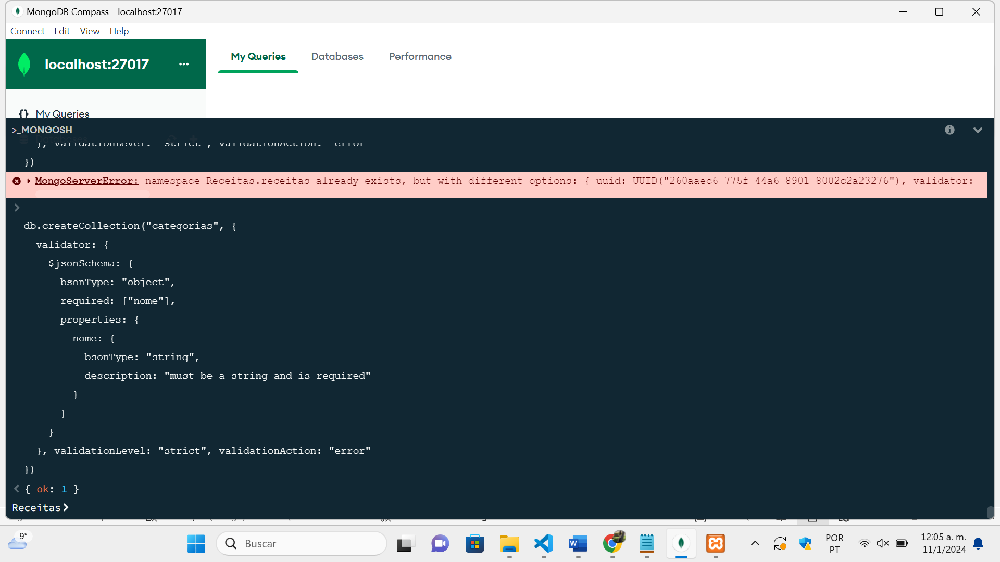 MongoDB Compass - localhost:27017
Connect Edit View Help
localhost:27017 ...
My Queries Databases Performance
{} My Queries
>_MONGOSH
}, validationLevel: "strict", validationAction: "error"
})
MongoServerError: namespace Receitas.receitas already exists, but with different options: { uuid: UUID("260aaec6-775f-44a6-8901-8002c2a23276"), validator:
>
db.createCollection("categorias", {
validator: {
$jsonSchema: {
bsonType: "object",
required: ["nome"],
properties: {
nome: {
bsonType: "string",
description: "must be a string and is required"
}
}
}
}, validationLevel: "strict", validationAction: "error"
})
< { ok: 1 }
Receitas>
9°
Buscar
POR
PT
12:05 a. m.
11/1/2024